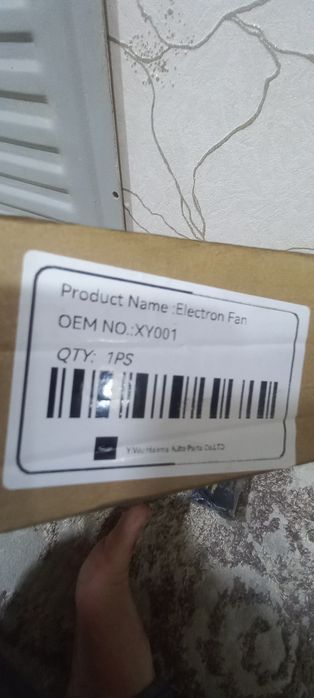 Product Name :Electron Fan
OEM NO.:XY001
QTY: 1PS
Auto Parts Co.LTD